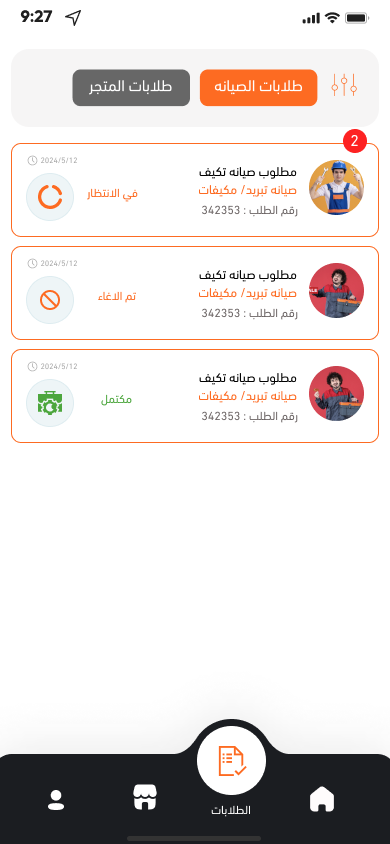 9:27
طلابات الصيانه
طلابات المتجر
2
مطلوب صيانه تكيف
صيانه تبريد/ مكيفات
رقم الطلب : 342353
2024/5/12
في الانتظار
مطلوب صيانه تكيف
صيانه تبريد/ مكيفات
رقم الطلب : 342353
2024/5/12
تم الاغاء
مطلوب صيانه تكيف
صيانه تبريد/ مكيفات
رقم الطلب : 342353
2024/5/12
مكتمل
الطلابات